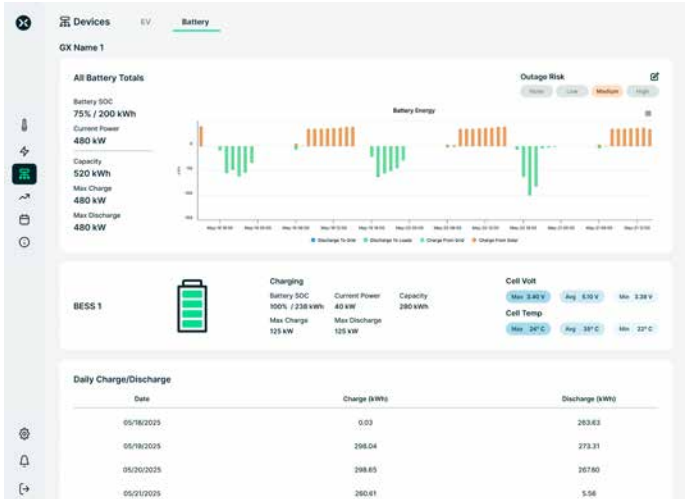 Devices EV Battery
GX Name 1
All Battery Totals
Outage Risk
None Low Medium High
Battery SOC
75% / 200 kWh
Current Power
480 kW
Capacity
520 kWh
Max Charge
480 kW
Max Discharge
480 kW
Battery Energy
Discharge To Grid Discharge To Loads Charge From Grid Charge From Solar
BESS 1
Charging
Battery SOC Current Power Capacity
100% / 238 kWh 40 kW 280 kWh
Max Charge Max Discharge
125 kW 125 kW
Cell Volt
Max 3.40 V Avg 5.10 V Min 3.38 V
Cell Temp
Max 24° C Avg Min
Daily Charge/Discharge
Date Charge (kWh) Discharge (kWh)
05/18/2025 0.03 263.63
05/19/2025 298.04 273.31
05/20/2025 298.65 267.80
05/21/2025 260.61 5.58